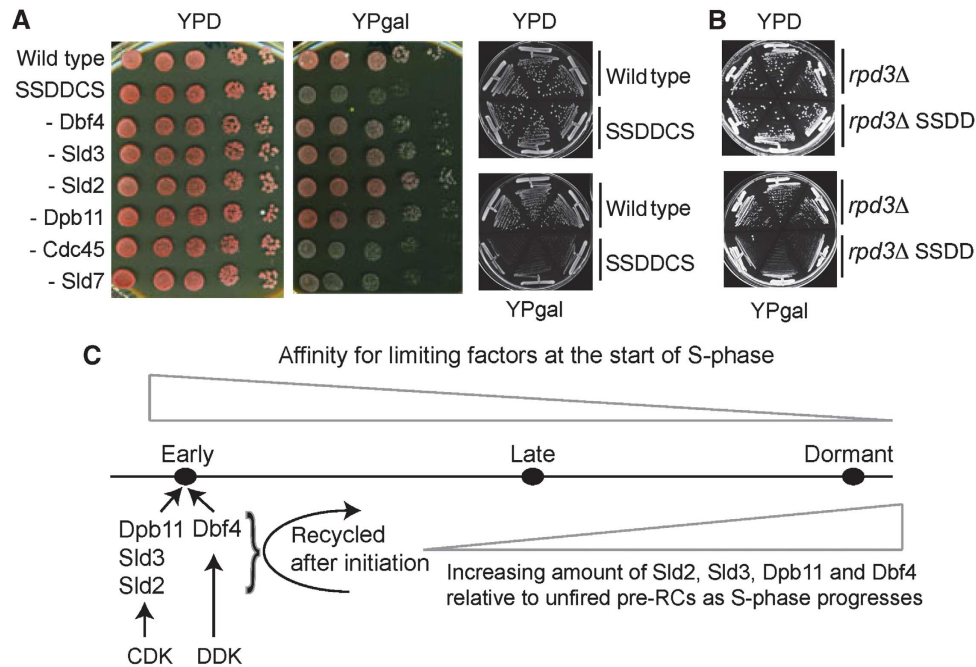 A
YPD
YPgal
Wild type
SSDDCS
- Dbf4
- Sld3
- Sld2
- Dpb11
- Cdc45
- Sld7
Wild type
SSDDCS
Wild type
SSDDCS
YPgal
B
YPD
rpd3Δ
rpd3Δ SSDD
rpd3Δ
rpd3Δ SSDD
YPgal
C
Affinity for limiting factors at the start of S-phase
Early
Late
Dormant
Dpb11
Sld3
Sld2
Dbf4
CDK
DDK
Recycled
after initiation
Increasing amount of Sld2, Sld3, Dpb11 and Dbf4
relative to unfired pre-RCs as S-phase progresses